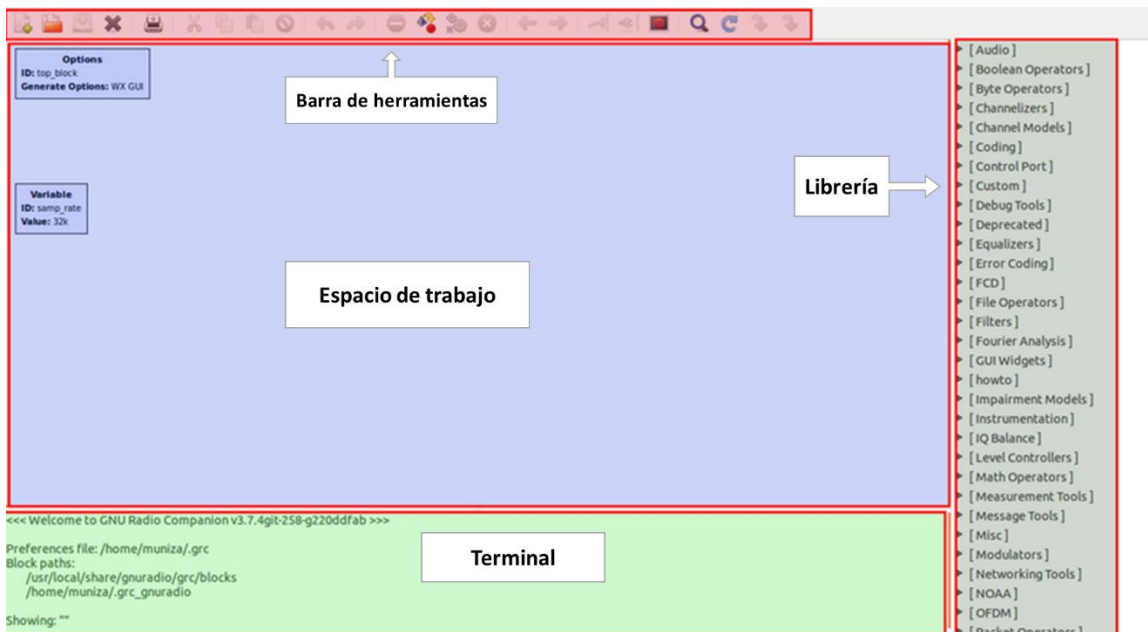 Options
ID: top_block
Generate Options: WX GUI
Barra de herramientas
Variable
ID: samp_rate
Value: 32k
Librería
Espacio de trabajo
<<< Welcome to GNU Radio Companion v3.7.4git-258-g220ddfab >>>
Preferences file: /home/muniza/.grc
Block paths:
/usr/local/share/gnuradio/grc/blocks
/home/muniza/.grc_gnuradio
Showing: ""
Terminal
[ Audio ]
[ Boolean Operators ]
[ Byte Operators ]
[ Channelizers ]
[ Channel Models ]
[ Coding ]
[ Control Port ]
[ Custom ]
[ Debug Tools ]
[ Deprecated ]
[ Equalizers ]
[ Error Coding ]
[ FCD ]
[ File Operators ]
[ Filters ]
[ Fourier Analysis ]
[ GUI Widgets ]
[ howto ]
[ Impairment Models ]
[ Instrumentation ]
[ IQ Balance ]
[ Level Controllers ]
[ Math Operators ]
[ Measurement Tools ]
[ Message Tools ]
[ Misc ]
[ Modulators ]
[ Networking Tools ]
[ NOAA ]
[ OFDM ]
[ Packet Operators ]